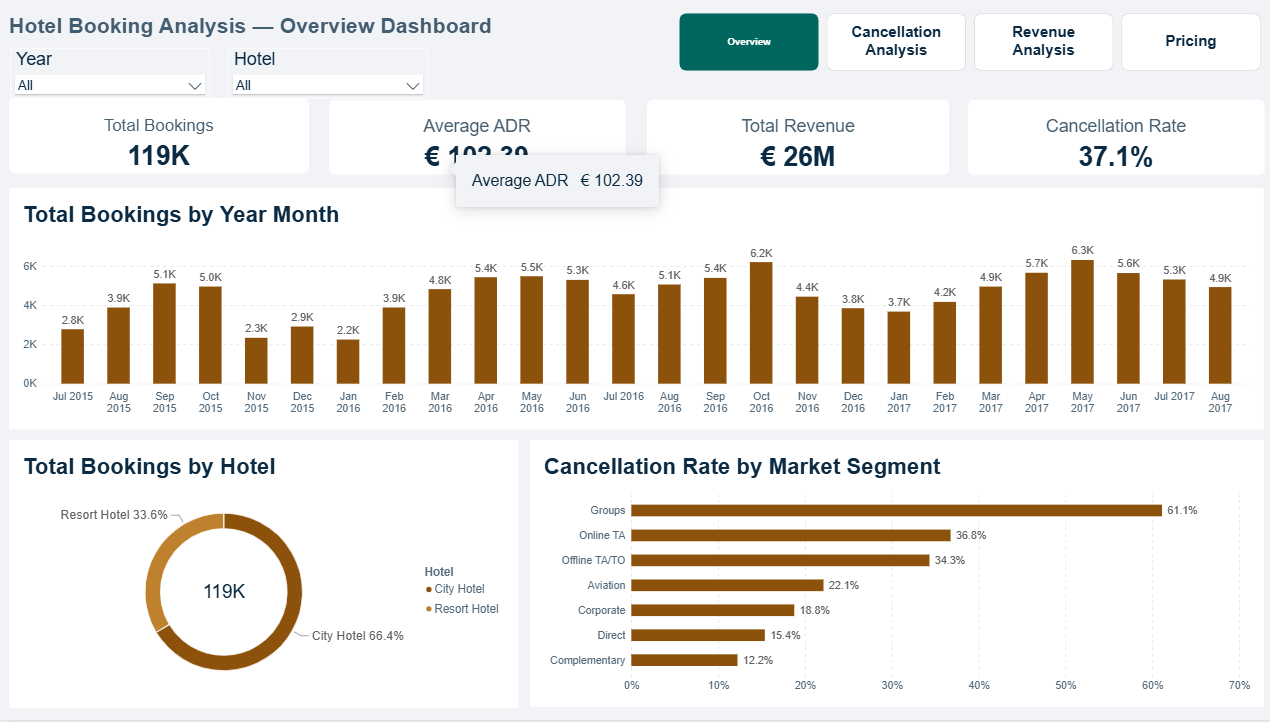 Hotel Booking Analysis — Overview Dashboard
Overview
Cancellation
Analysis
Revenue
Analysis
Pricing
Year
All
Hotel
All
Total Bookings
119K
Average ADR
€ 102.39
Total Revenue
€ 26M
Cancellation Rate
37.1%
Average ADR € 102.39
Total Bookings by Year Month
6K
4K
2K
0K
2.8K
3.9K
5.1K
5.0K
2.3K
2.9K
2.2K
3.9K
4.8K
5.4K
5.5K
5.3K
4.6K
5.1K
5.4K
6.2K
4.4K
3.8K
3.7K
4.2K
4.9K
5.7K
6.3K
5.6K
5.3K
4.9K
Jul 2015
Aug
2015
Sep
2015
Oct
2015
Nov
2015
Dec
2015
Jan
2016
Feb
2016
Mar
2016
Apr
2016
May
2016
Jun
2016
Jul 2016
Aug
2016
Sep
2016
Oct
2016
Nov
2016
Dec
2016
Jan
2017
Feb
2017
Mar
2017
Apr
2017
May
2017
Jun
2017
Jul 2017
Aug
2017
Total Bookings by Hotel
Resort Hotel 33.6%
119K
City Hotel 66.4%
Hotel
City Hotel
Resort Hotel
Cancellation Rate by Market Segment
Groups 61.1%
Online TA 36.8%
Offline TA/TO 34.3%
Aviation 22.1%
Corporate 18.8%
Direct 15.4%
Complementary 12.2%
0% 10% 20% 30% 40% 50% 60% 70%